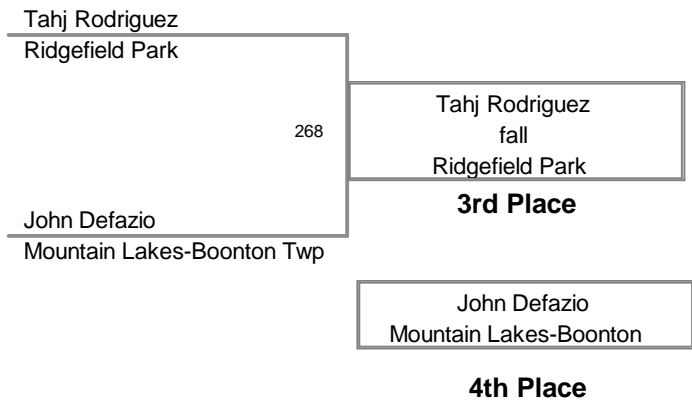 Tahj Rodriguez
Ridgefield Park
268
Tahj Rodriguez
fall
Ridgefield Park
3rd Place
John Defazio
Mountain Lakes-Boonton Twp
John Defazio
Mountain Lakes-Boonton
4th Place